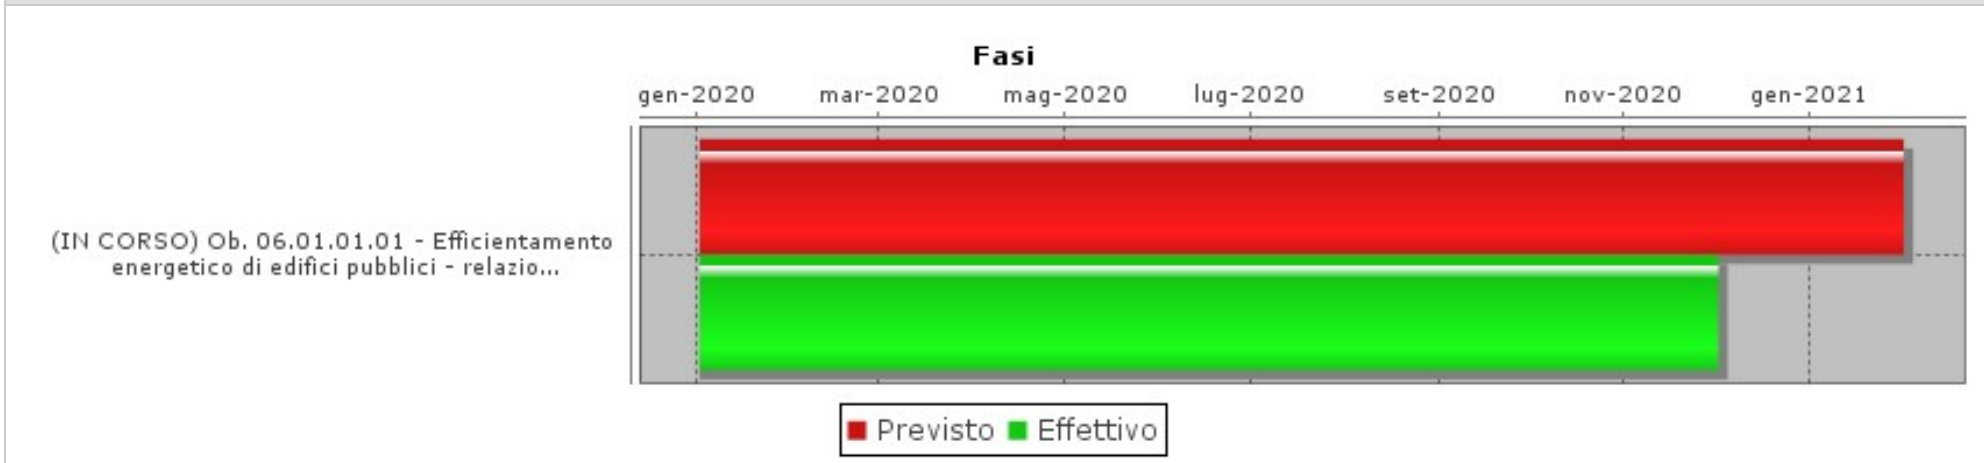 Fasi
gen-2020 mar-2020 mag-2020 lug-2020 set-2020 nov-2020 gen-2021
(IN CORSO) Ob. 06.01.01.01 - Efficientamento
energetico di edifici pubblici - relazio...
Previsto Effettivo